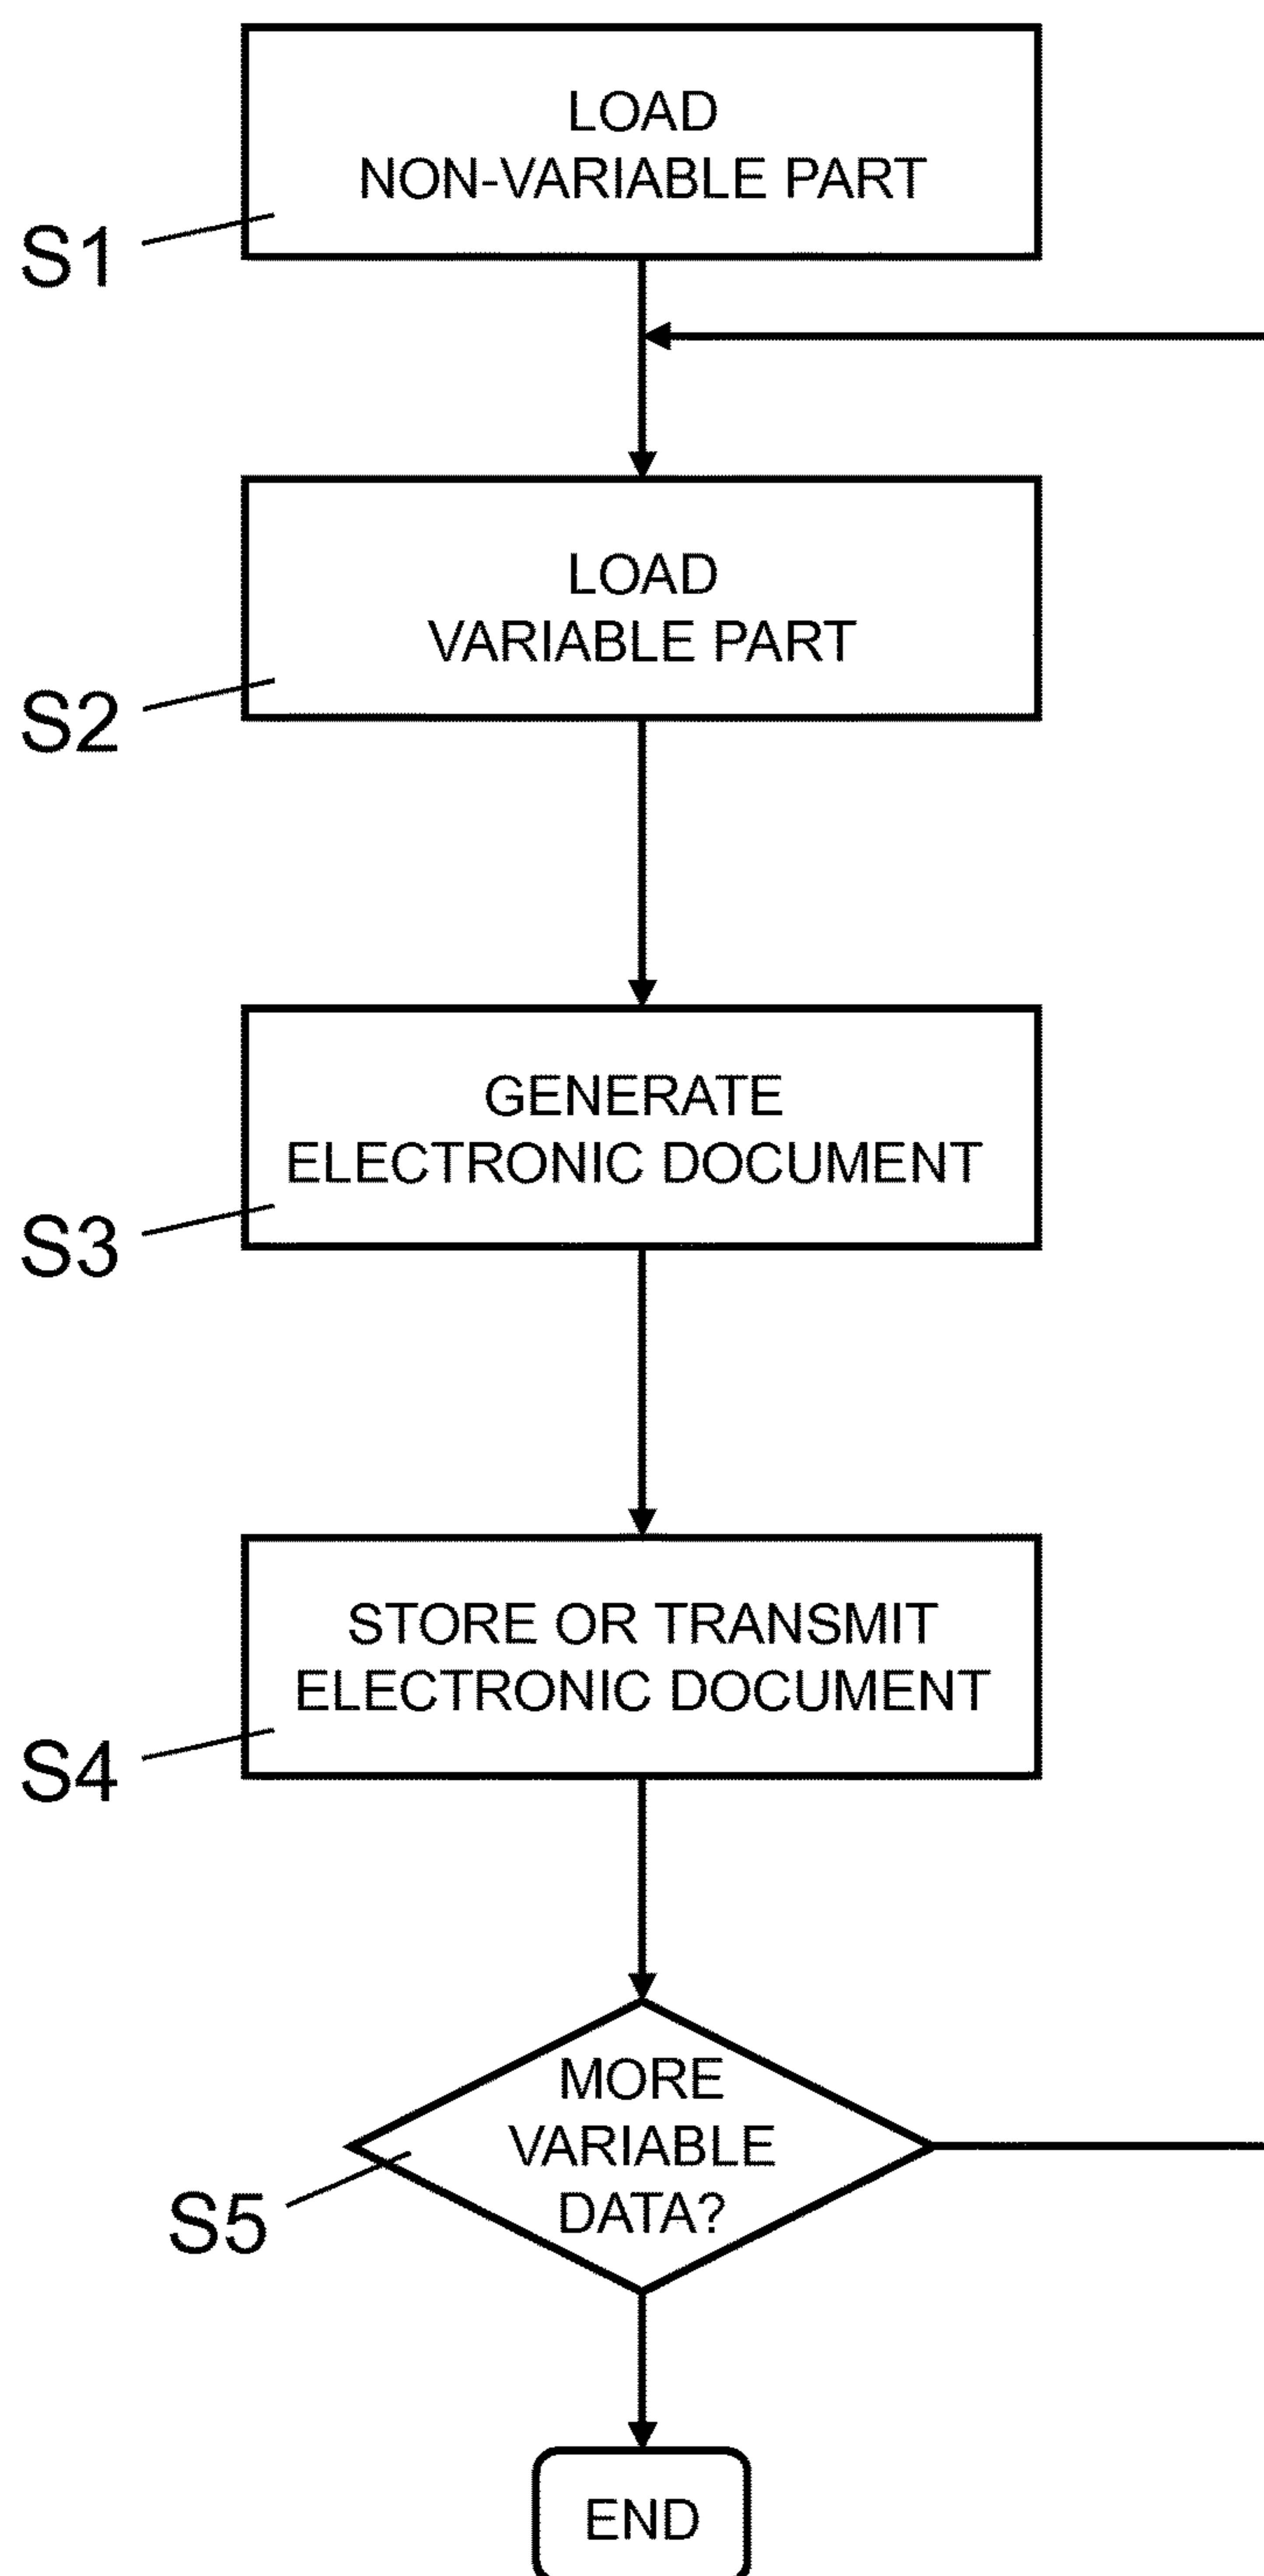 LOAD
NON-VARIABLE PART
S1
LOAD
VARIABLE PART
S2
GENERATE
ELECTRONIC DOCUMENT
S3
STORE OR TRANSMIT
ELECTRONIC DOCUMENT
S4
MORE
VARIABLE
DATA?
S5
END